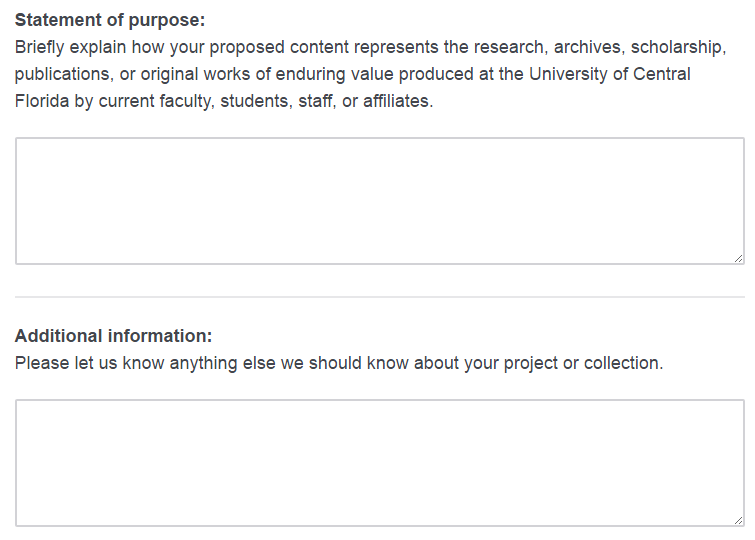 Statement of purpose:
Briefly explain how your proposed content represents the research, archives, scholarship,
publications, or original works of enduring value produced at the University of Central
Florida by current faculty, students, staff, or affiliates.
Additional information:
Please let us know anything else we should know about your project or collection.